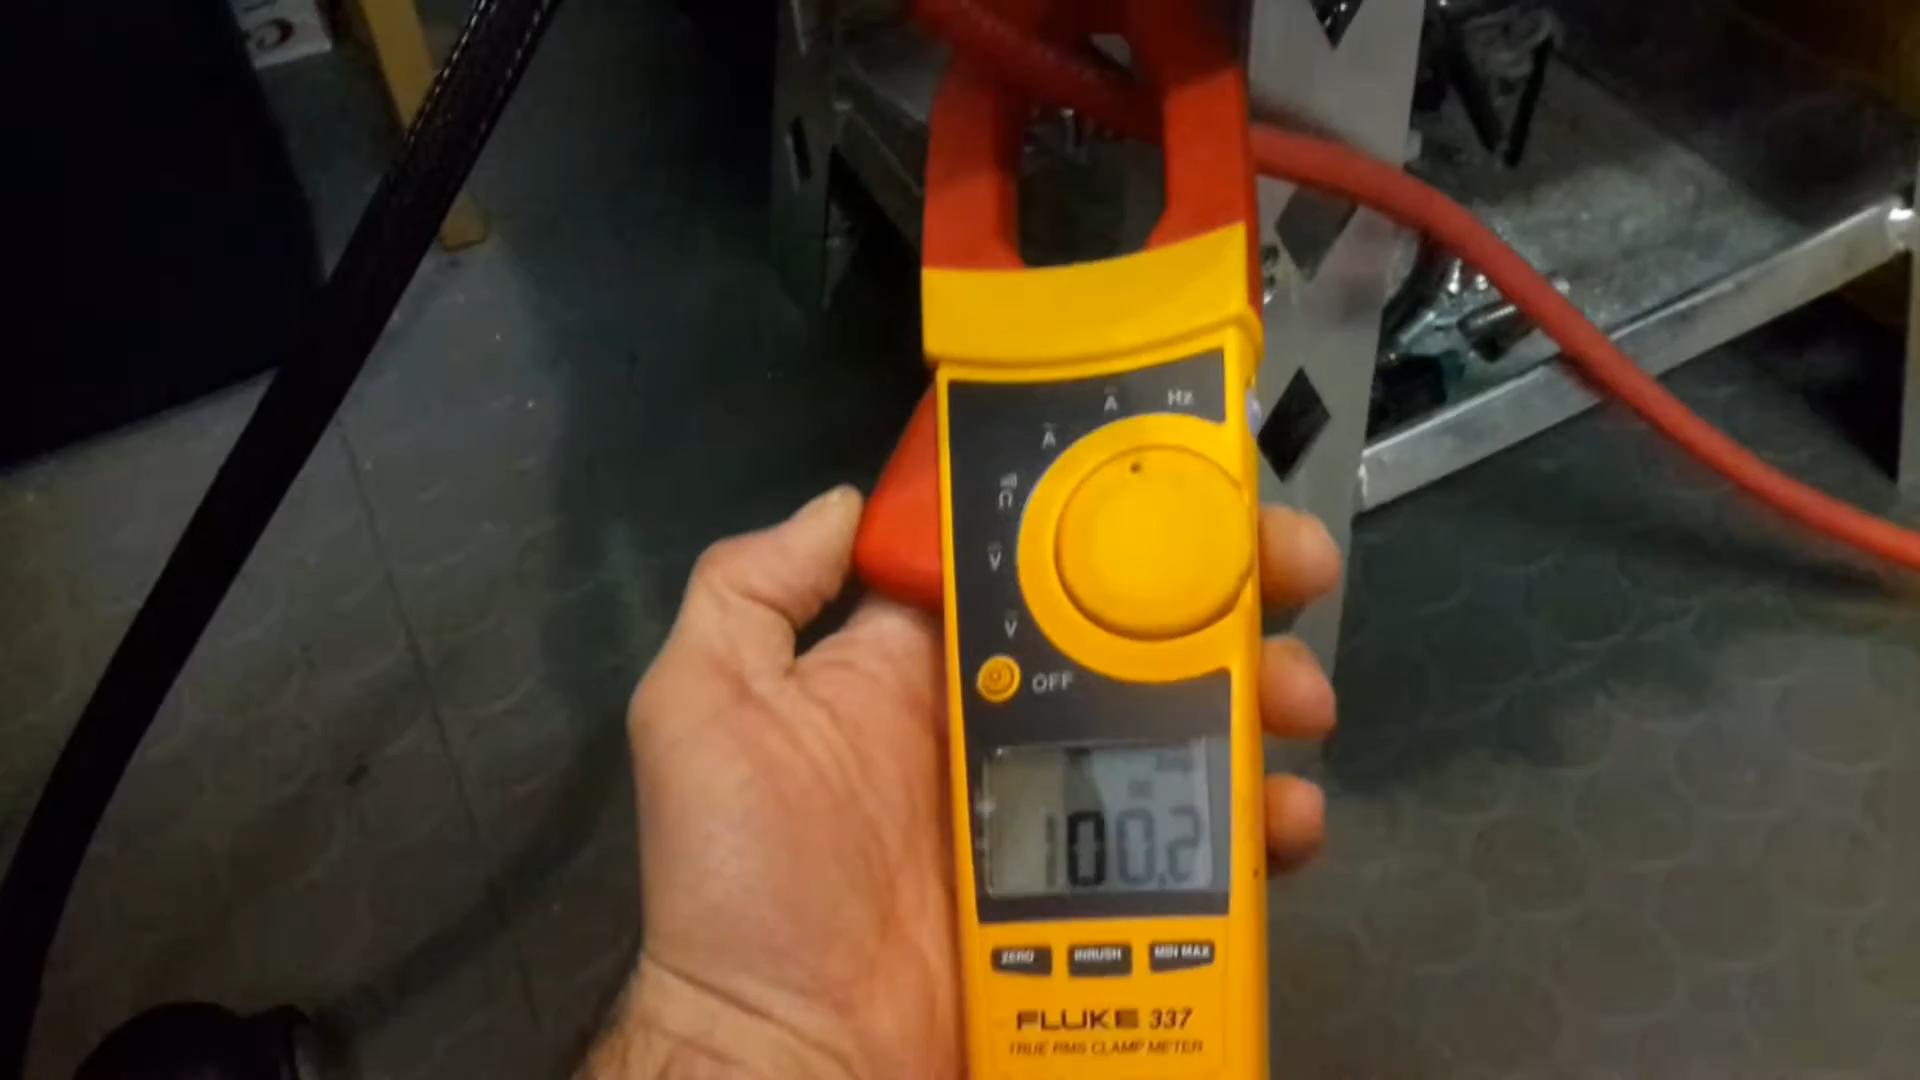 Hz
A
A
Ω
V
V
OFF
100.2
ZERO
INRUSH
MIN MAX
FLUKE 337
TRUE RMS CLAMP METER